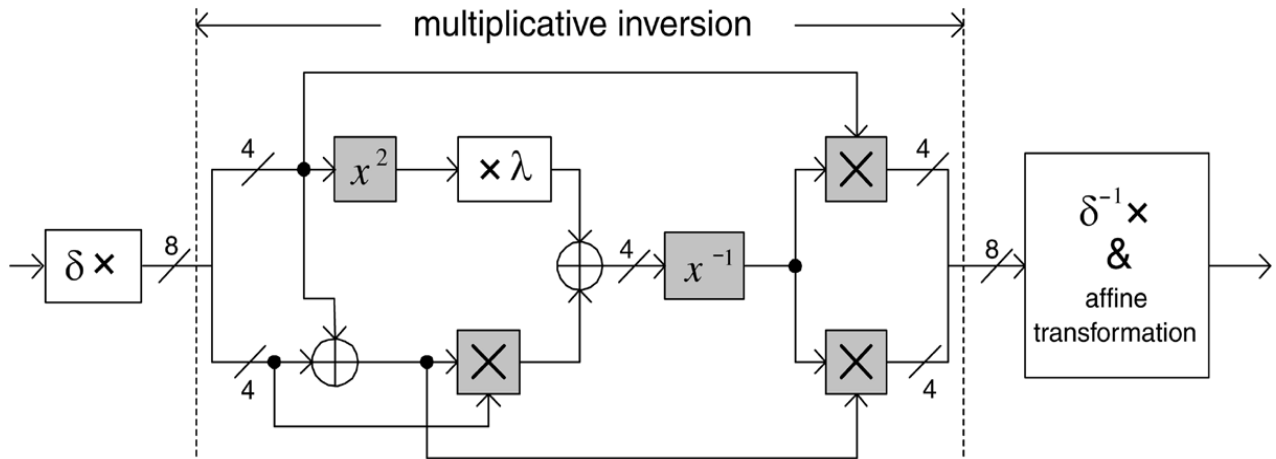 multiplicative inversion
4
x²
× λ
4
δ ×
8
4
x⁻¹
8
δ⁻¹×
&
affine
transformation
4
4